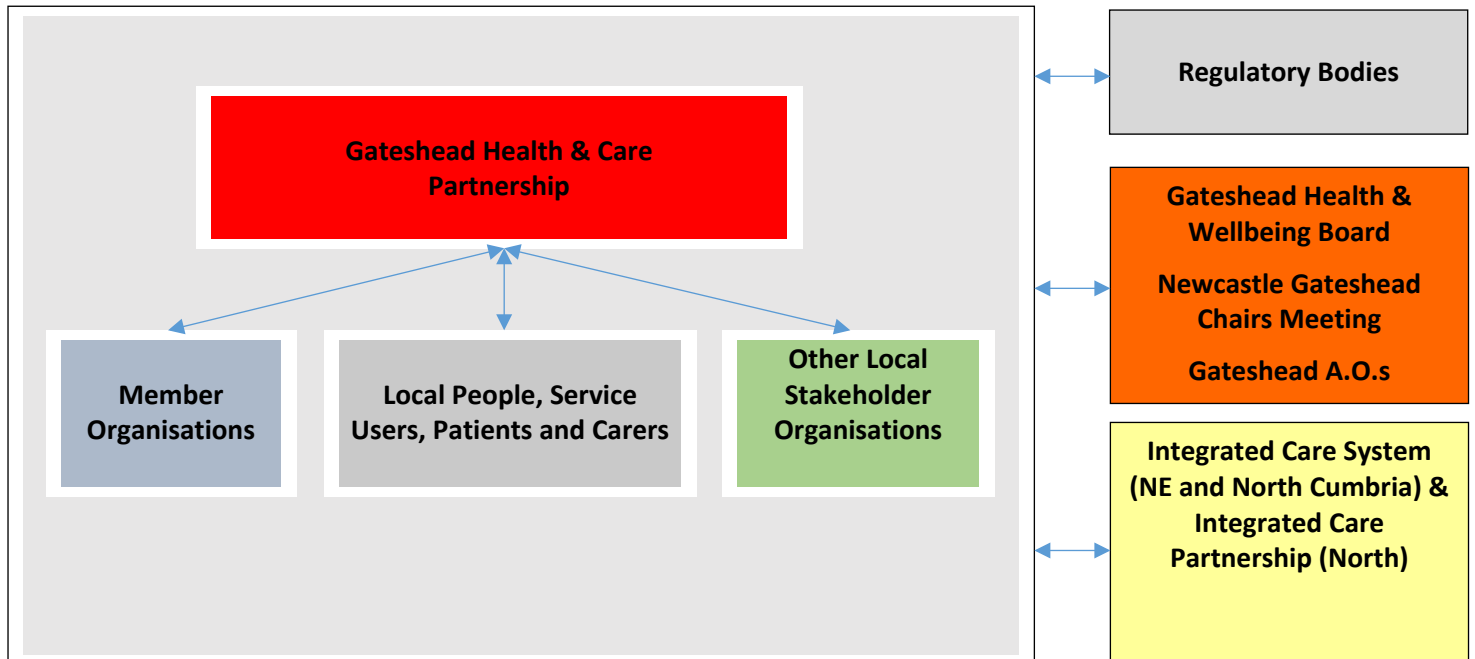 Gateshead Health & Care
Partnership
Member
Organisations
Local People, Service
Users, Patients and Carers
Other Local
Stakeholder
Organisations
Regulatory Bodies
Gateshead Health &
Wellbeing Board
Newcastle Gateshead
Chairs Meeting
Gateshead A.O.s
Integrated Care System
(NE and North Cumbria) &
Integrated Care
Partnership (North)